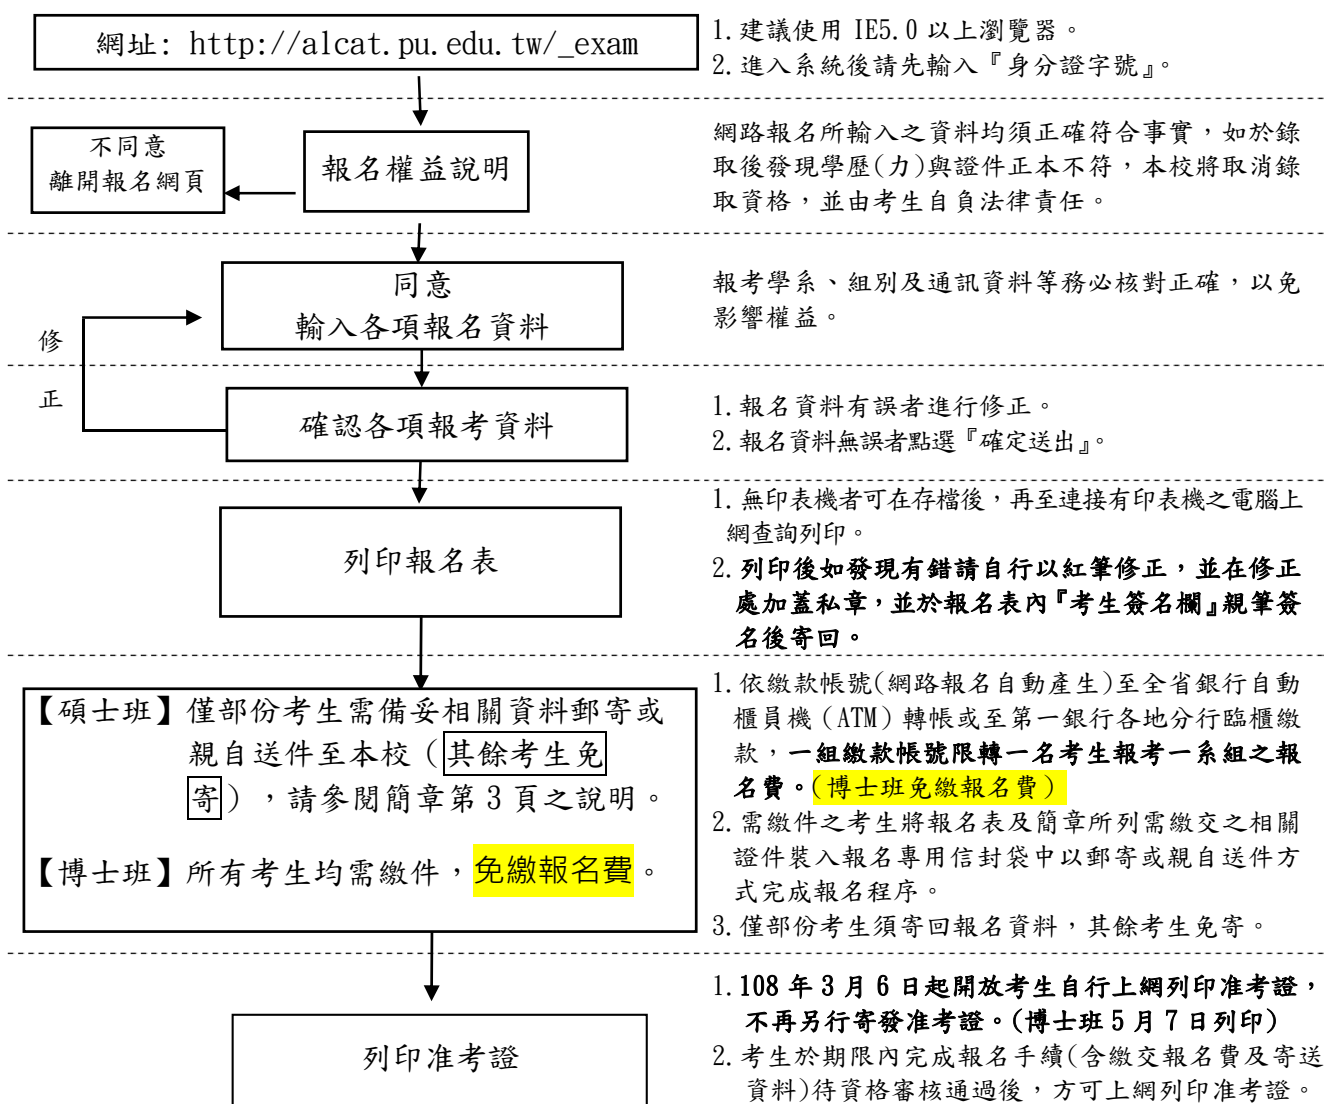 網址: http://alcat.pu.edu.tw/_exam
1.建議使用 IE5.0 以上瀏覽器。
2.進入系統後請先輸入『身分證字號』。
不同意
離開報名網頁
報名權益說明
網路報名所輸入之資料均須正確符合事實，如於錄
取後發現學歷(力)與證件正本不符，本校將取消錄
取資格，並由考生自負法律責任。
同意
輸入各項報名資料
報考學系、組別及通訊資料等務必核對正確，以免
影響權益。
修
正
確認各項報考資料
1.報名資料有誤者進行修正。
2.報名資料無誤者點選『確定送出』。
列印報名表
1.無印表機者可在存檔後，再至連接有印表機之電腦上
網查詢列印。
2.列印後如發現有錯請自行以紅筆修正，並在修正
處加蓋私章，並於報名表內『考生簽名欄』親筆簽
名後寄回。
【碩士班】僅部份考生需備妥相關資料郵寄或
親自送件至本校（其餘考生免
寄），請參閱簡章第 3 頁之說明。
【博士班】所有考生均需繳件，免繳報名費。
1.依繳款帳號(網路報名自動產生)至全省銀行自動
櫃員機（ATM）轉帳或至第一銀行各地分行臨櫃繳
款，一組繳款帳號限轉一名考生報考一系組之報
名費。(博士班免繳報名費)
2.需繳件之考生將報名表及簡章所列需繳交之相關
證件裝入報名專用信封袋中以郵寄或親自送件方
式完成報名程序。
3.僅部份考生須寄回報名資料，其餘考生免寄。
列印准考證
1.108 年 3 月 6 日起開放考生自行上網列印准考證，
不再另行寄發准考證。(博士班 5 月 7 日列印)
2.考生於期限內完成報名手續(含繳交報名費及寄送
資料)待資格審核通過後，方可上網列印准考證。